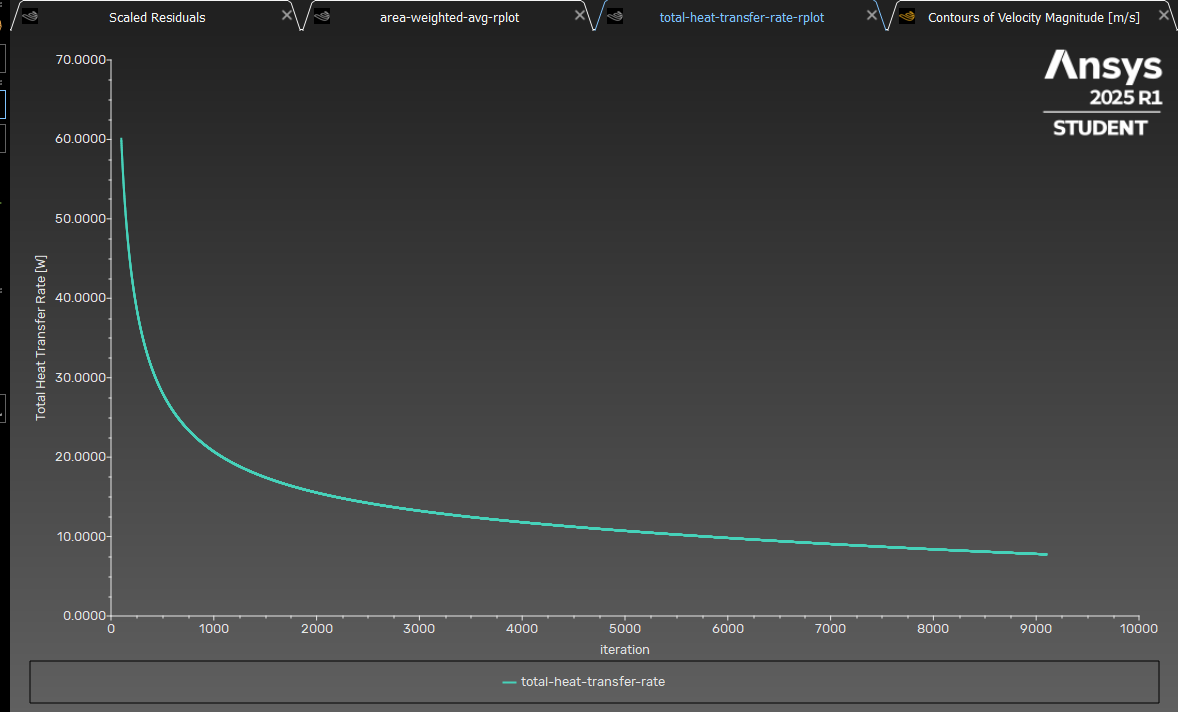 Scaled Residuals
area-weighted-avg-rplot
total-heat-transfer-rate-rplot
Contours of Velocity Magnitude [m/s]
Ansys
2025 R1
STUDENT
Total Heat Transfer Rate [W]
70.0000
60.0000
50.0000
40.0000
30.0000
20.0000
10.0000
0.0000
0 1000 2000 3000 4000 5000 6000 7000 8000 9000 10000
iteration
total-heat-transfer-rate